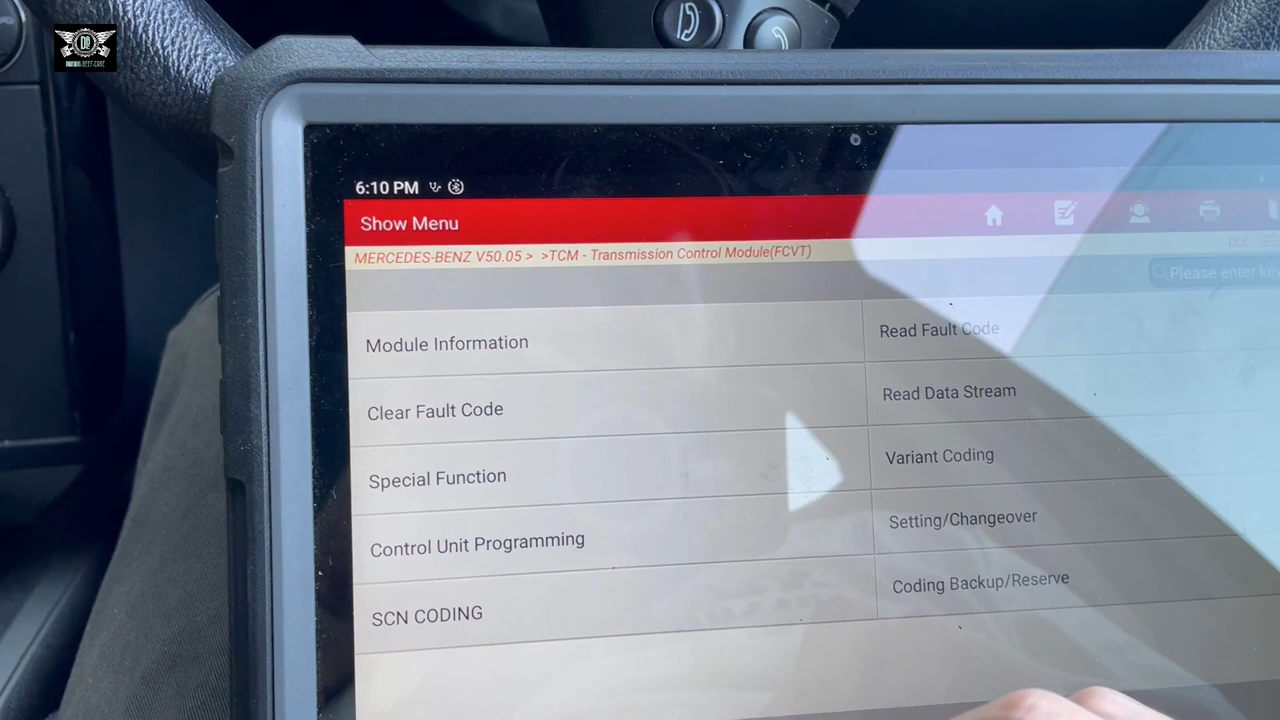 6:10 PM
Show Menu
MERCEDES-BENZ V50.05 > >TCM - Transmission Control Module(FCVT)
Please enter
Module Information
Read Fault Code
Clear Fault Code
Read Data Stream
Special Function
Variant Coding
Control Unit Programming
Setting/Changeover
SCN CODING
Coding Backup/Reserve